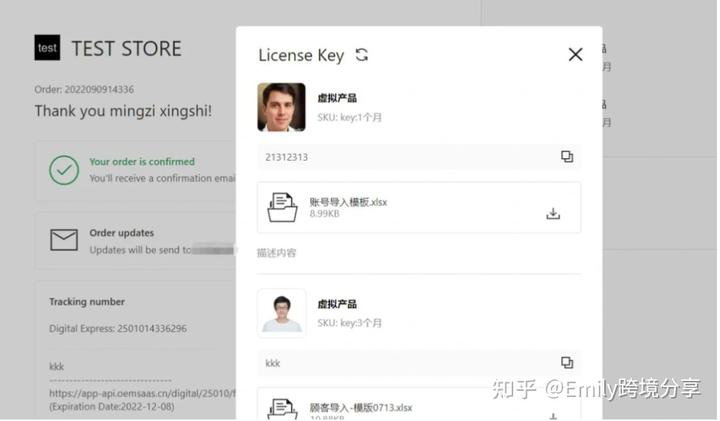 test TEST STORE
Order: 2022090914336
Thank you mingzi xingshi!
Your order is confirmed
You'll receive a confirmation emai
Order updates
Updates will be send to
Tracking number
Digital Express: 2501014336296
kkk
------------------------------
https://app-api.oemsaas.cn/digital/25010/f
(Expiration Date:2022-12-08)
License Key
虚拟产品
SKU: key:1个月
21312313
账号导入模板.xlsx
8.99KB
描述内容
虚拟产品
SKU: key:3个月
kkk
顾客导入-模版0713.xlsx
10.88KB
品
月
品
月
知乎 @Emily跨境分享